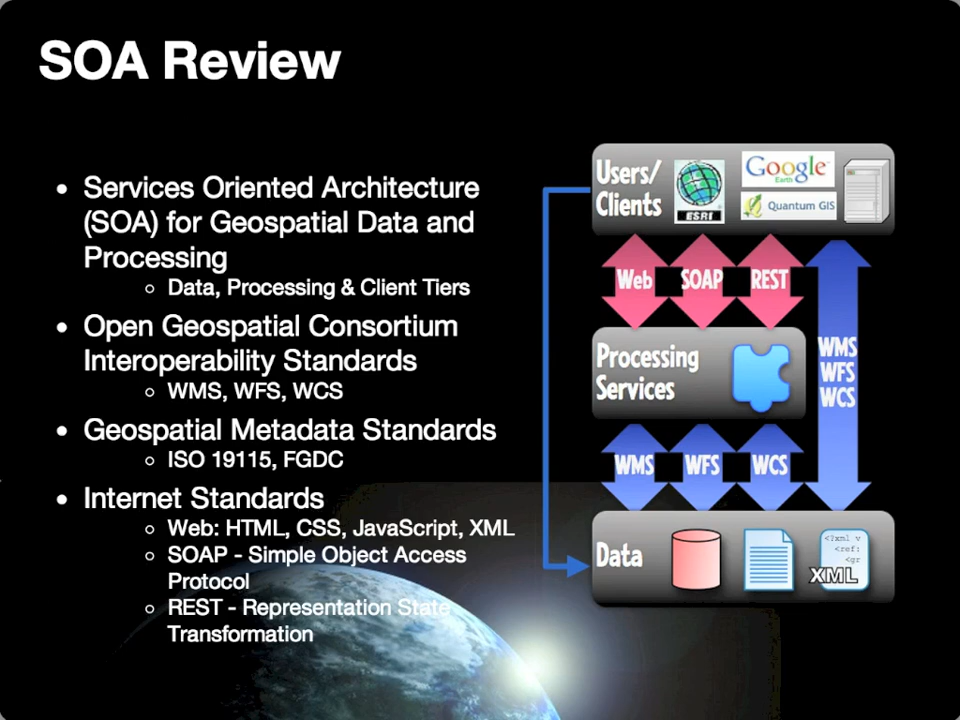 SOA Review
Services Oriented Architecture
(SOA) for Geospatial Data and
Processing
Data, Processing & Client Tiers
Open Geospatial Consortium
Interoperability Standards
WMS, WFS, WCS
Geospatial Metadata Standards
ISO 19115, FGDC
Internet Standards
Web: HTML, CSS, JavaScript, XML
SOAP - Simple Object Access
Protocol
REST - Representation State
Transformation
Users/
Clients
ESRI
Google
Earth
Quantum GIS
Web SOAP REST
Processing
Services
WMS
WFS
WCS
WMS WFS WCS
Data
<?xml v
<ref:
<gr
XML